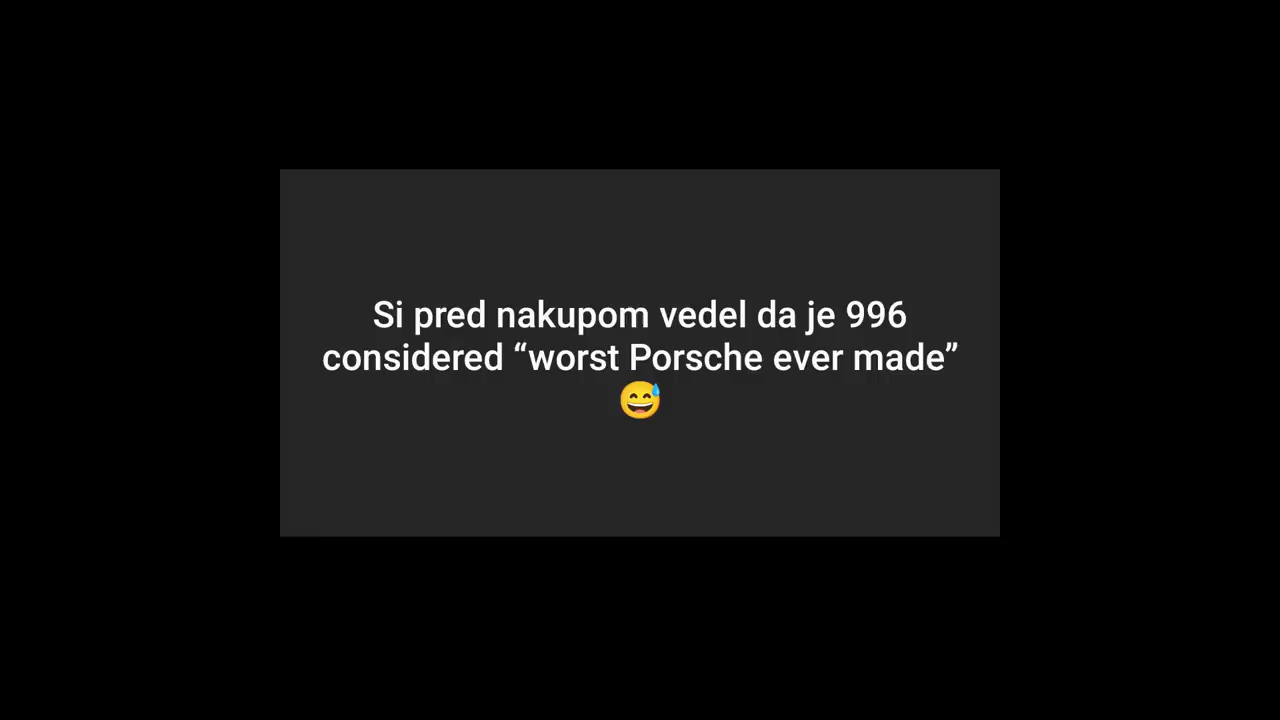 Si pred nakupom vedel da je 996
considered “worst Porsche ever made”
😅